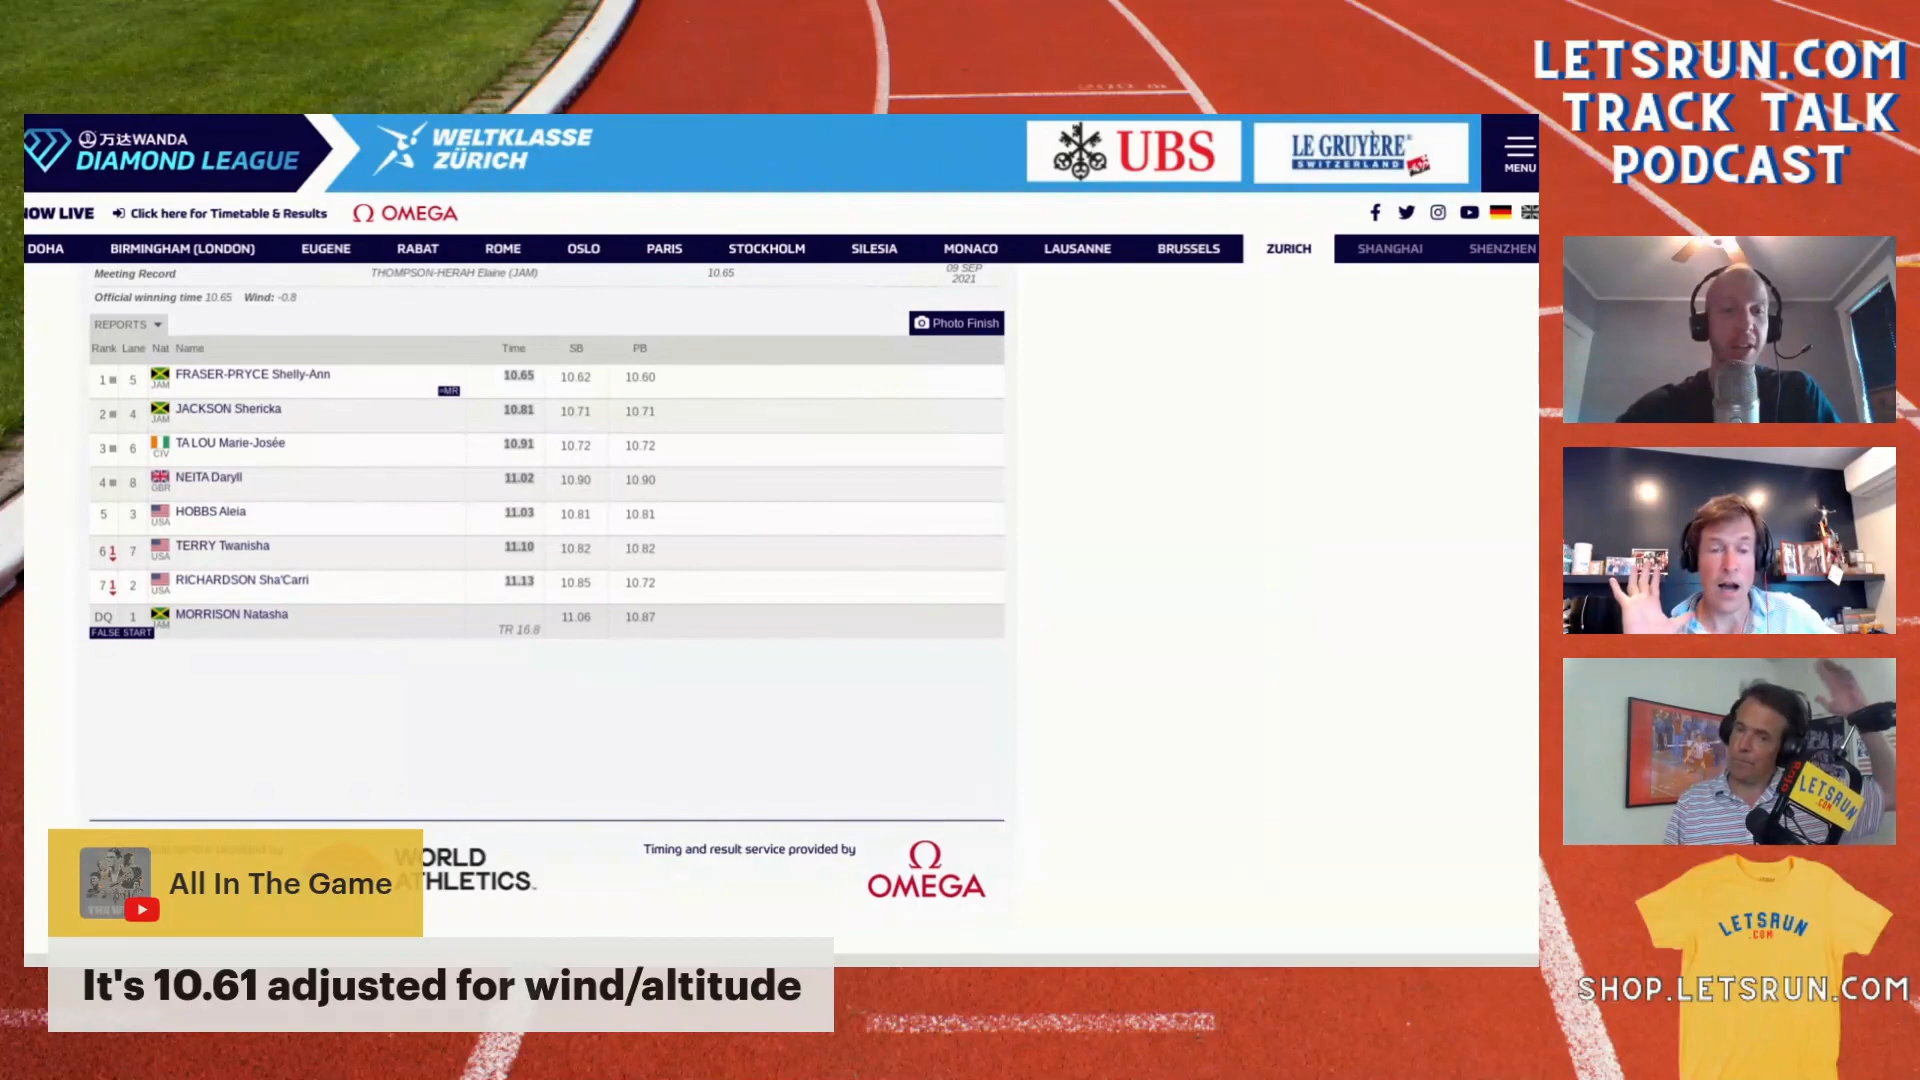 LETSRUN.COM
TRACK TALK
PODCAST
万达WANDA
DIAMOND LEAGUE
WELTKLASSE
ZÜRICH
UBS
LE GRUYÈRE
SWITZERLAND
MENU
NOW LIVE Click here for Timetable & Results OMEGA
DOHA BIRMINGHAM (LONDON) EUGENE RABAT ROME OSLO PARIS STOCKHOLM SILESIA MONACO LAUSANNE BRUSSELS ZURICH SHANGHAI SHENZHEN
Meeting Record THOMPSON-HERAH Elaine (JAM) 10.65 09 SEP 2021
Official winning time 10.65 Wind: -0.8
REPORTS
Photo Finish
Rank Lane Nat Name Time SB PB
1 5 JAM FRASER-PRYCE Shelly-Ann =MR 10.65 10.62 10.60
2 4 JAM JACKSON Shericka 10.81 10.71 10.71
3 6 CIV TA LOU Marie-Josée 10.91 10.72 10.72
4 8 GBR NEITA Daryll 11.02 10.90 10.90
5 3 USA HOBBS Aleia 11.03 10.81 10.81
6 1 7 USA TERRY Twanisha 11.10 10.82 10.82
7 1 2 USA RICHARDSON Sha'Carri 11.13 10.85 10.72
DQ 1 JAM MORRISON Natasha 11.06 10.87
FALSE START TR 16.8
WORLD
ATHLETICS
Timing and result service provided by
OMEGA
All In The Game
It's 10.61 adjusted for wind/altitude
LETSRUN
.COM
LETSRUN
.COM
SHOP.LETSRUN.COM